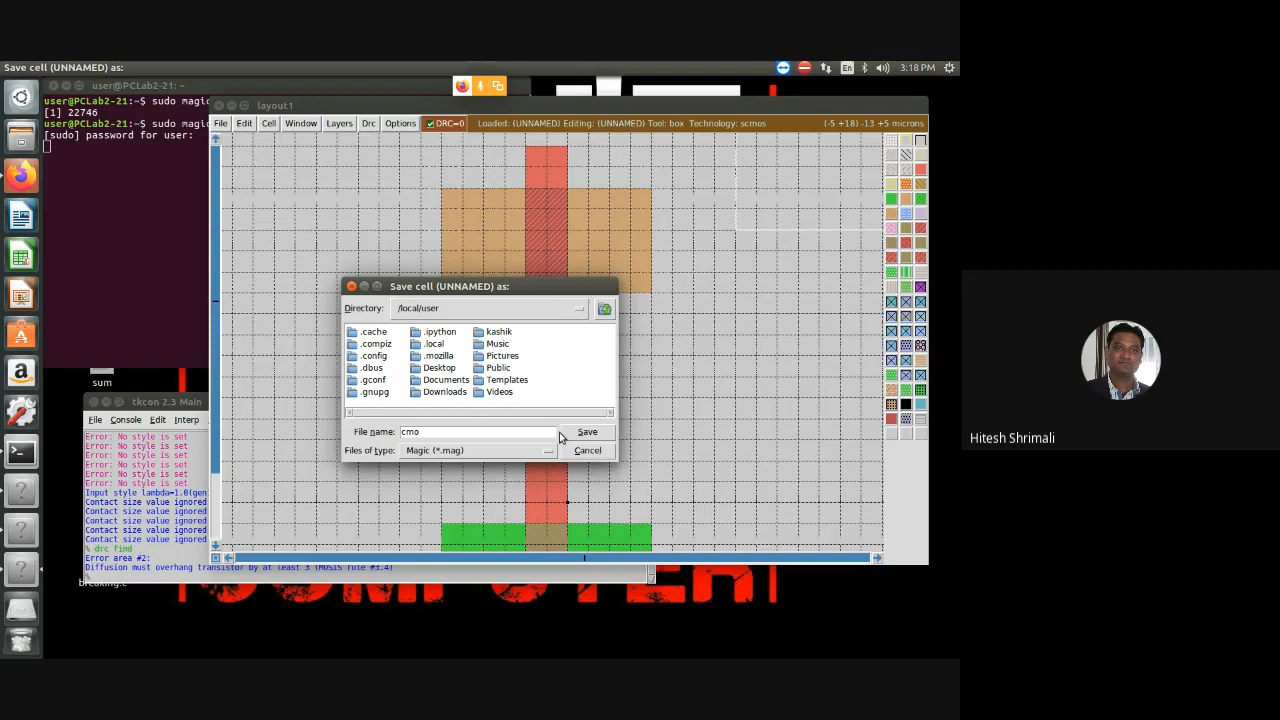 Save cell (UNNAMED) as:
En
3:18 PM
user@PCLab2-21: ~
user@PCLab2-21:~$ sudo magic
[1] 22746
user@PCLab2-21:~$ sudo magic
[sudo] password for user:
layout1
File Edit Cell Window Layers Drc Options DRC=0 Loaded: (UNNAMED) Editing: (UNNAMED) Tool: box Technology: scmos (-5 +18) -13 +5 microns
Save cell (UNNAMED) as:
Directory: /local/user
.cache .ipython kashik
.compiz .local Music
.config .mozilla Pictures
.dbus Desktop Public
.gconf Documents Templates
.gnupg Downloads Videos
File name: cmo Save
Files of type: Magic (*.mag) Cancel
sum
tkcon 2.3 Main
File Console Edit Interp
Error: No style is set
Error: No style is set
Error: No style is set
Error: No style is set
Error: No style is set
Error: No style is set
Input style lambda=1.0(gen
Contact size value ignored
Contact size value ignored
Contact size value ignored
Contact size value ignored
Contact size value ignored
% drc find
Error area #2:
Diffusion must overhang transistor by at least 3 (MOSIS rule #3.4)
%
breaking.c
COMPUTER
Hitesh Shrimali